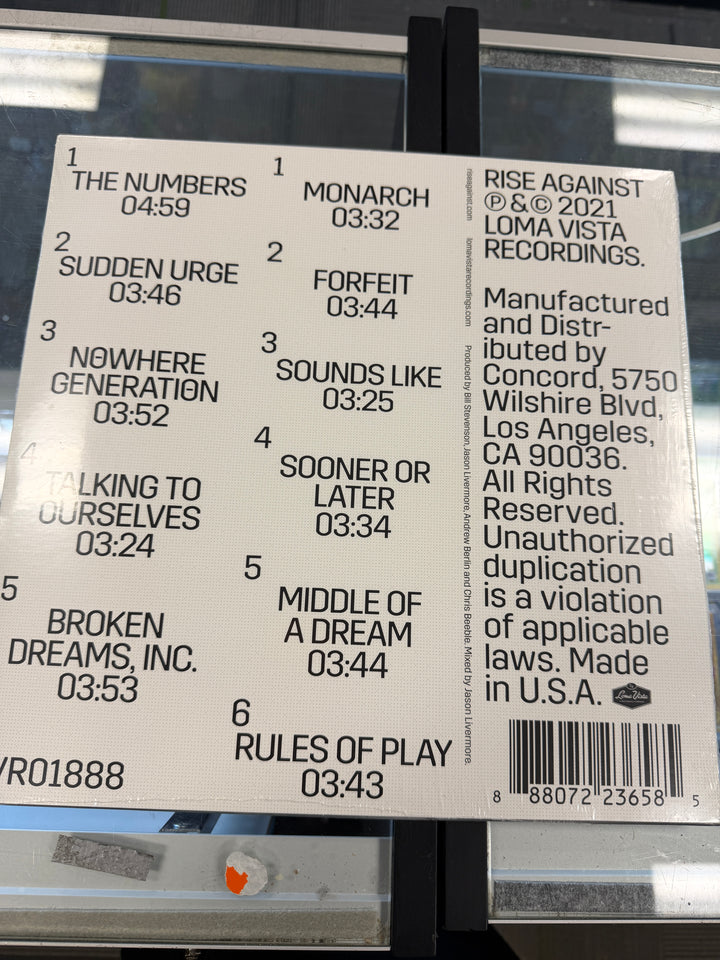 1
THE NUMBERS
04:59
2
SUDDEN URGE
03:46
3
NØWHERE
GENERATIØN
03:52
4
TALKING TO
OURSELVES
03:24
5
BROKEN
DREAMS, INC.
03:53
VR01888
1
MONARCH
03:32
2
FORFEIT
03:44
3
SOUNDS LIKE
03:25
4
SOONER OR
LATER
03:34
5
MIDDLE OF
A DREAM
03:44
6
RULES OF PLAY
03:43
riseagainst.com lomavistarecordings.com Produced by Bill Stevenson, Jason Livermore, Andrew Berlin and Chris Beeble. Mixed by Jason Livermore.
RISE AGAINST
℗ & © 2021
LOMA VISTA
RECORDINGS.
Manufactured
and Distr-
ibuted by
Concord, 5750
Wilshire Blvd,
Los Angeles,
CA 90036.
All Rights
Reserved.
Unauthorized
duplication
is a violation
of applicable
laws. Made
in U.S.A.
Loma Vista
8 88072 23658 5